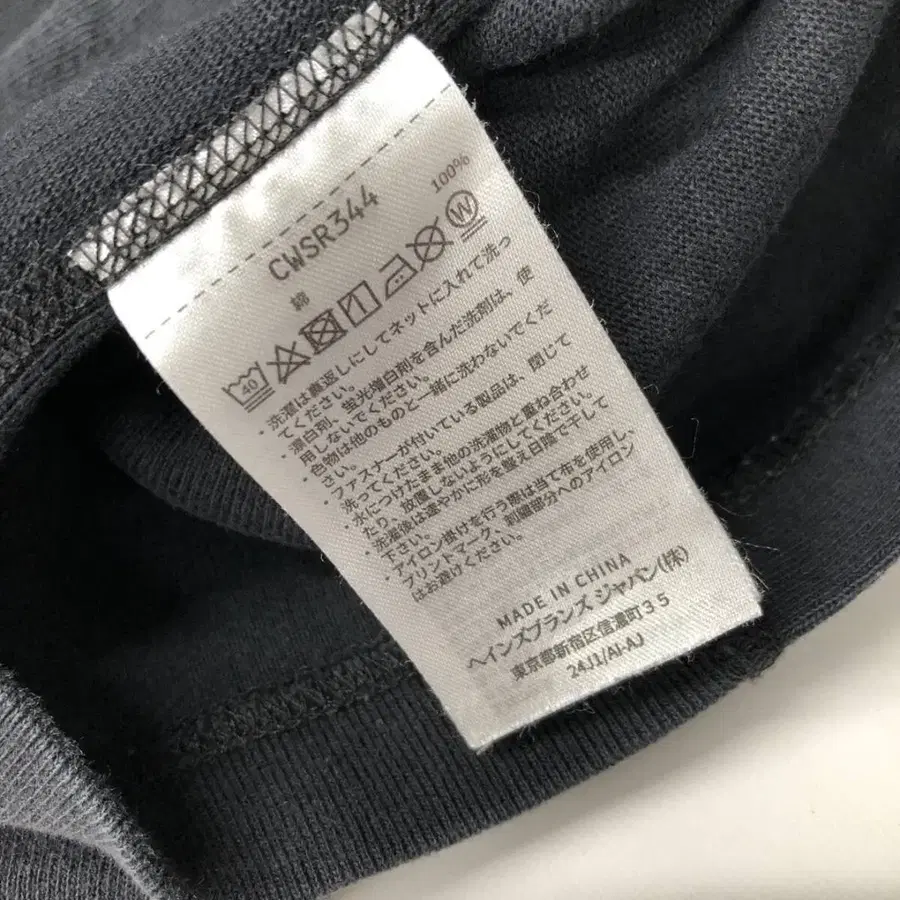 CWSR344
綿 100%
40 W
・洗濯は裏返しにしてネットに入れて洗っ
てください。
・漂白剤、蛍光増白剤を含んだ洗剤は、使
用しないでください。
・色物は他のものと一緒に洗わないでくだ
さい。
・ファスナーが付いている製品は、閉じて
洗ってください。
・水につけたまま他の洗濯物と重ね合わせ
たり、放置しないようにしてください。
・洗濯後は速やかに形を整え日陰で干して
下さい。
・アイロン掛けを行う際は当て布を使用し、
プリントマーク、刺繍部分へのアイロン
はお避けください。
MADE IN CHINA
ヘインズブランズ ジャパン(株)
東京都新宿区信濃町35
24J1/AI-AJ